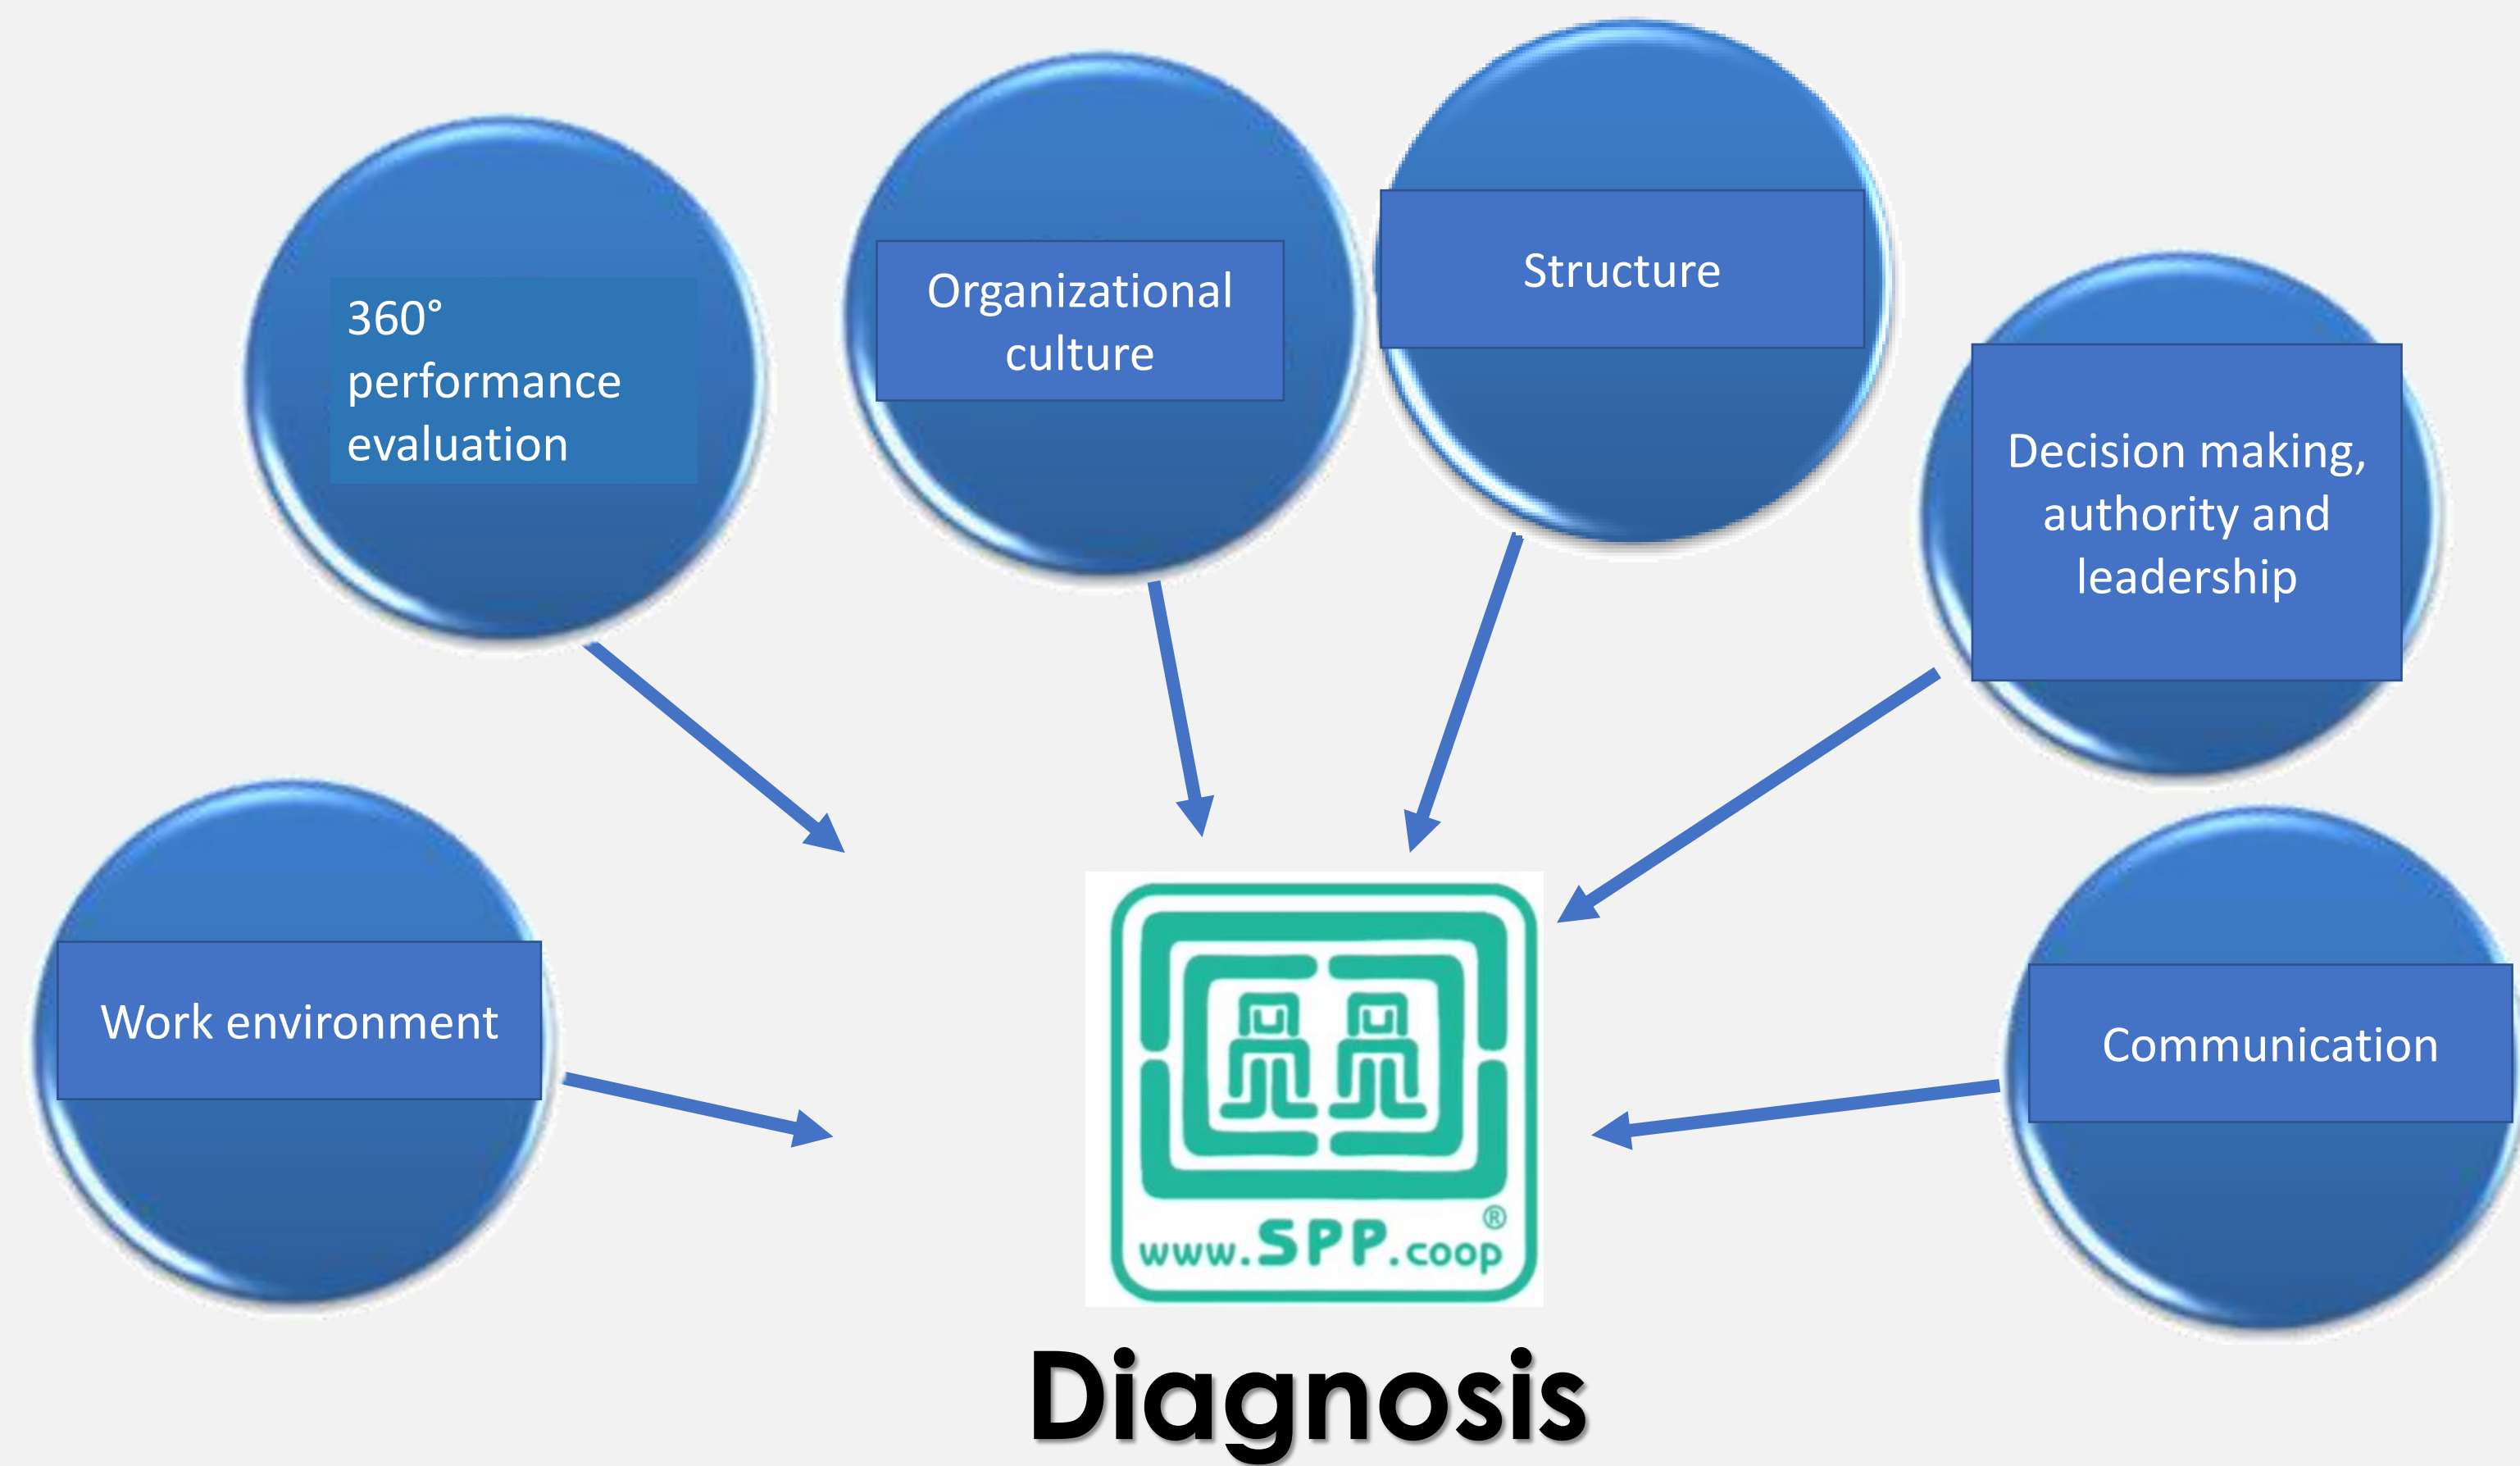 360°
performance
evaluation
Organizational
culture
Structure
Decision making,
authority and
leadership
Work environment
Communication
®
www.SPP.coop
Diagnosis